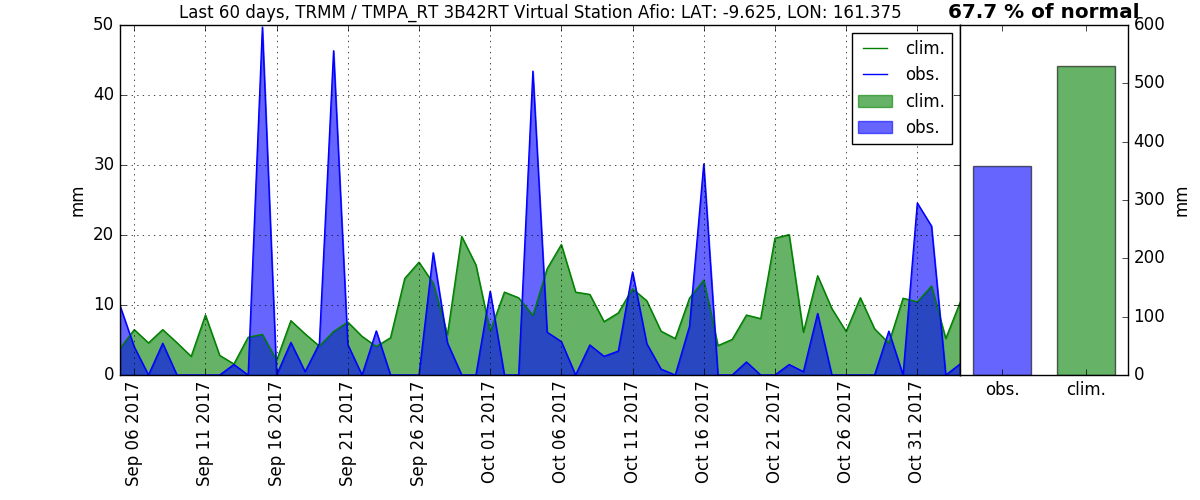 Last 60 days, TRMM / TMPA_RT 3B42RT Virtual Station Afio: LAT: -9.625, LON: 161.375
67.7 % of normal
50
40
30
20
10
0
mm
clim.
obs.
clim.
obs.
Sep 06 2017
Sep 11 2017
Sep 16 2017
Sep 21 2017
Sep 26 2017
Oct 01 2017
Oct 06 2017
Oct 11 2017
Oct 16 2017
Oct 21 2017
Oct 26 2017
Oct 31 2017
600
500
400
300
200
100
0
mm
obs.
clim.